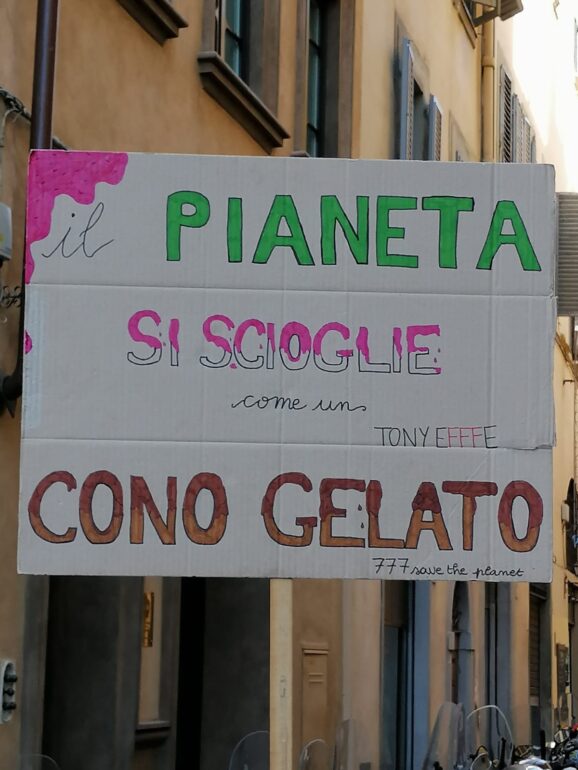 il PIANETA
SI SCIOGLIE
come un
TONY EFFFE
CONO GELATO
777 save the planet